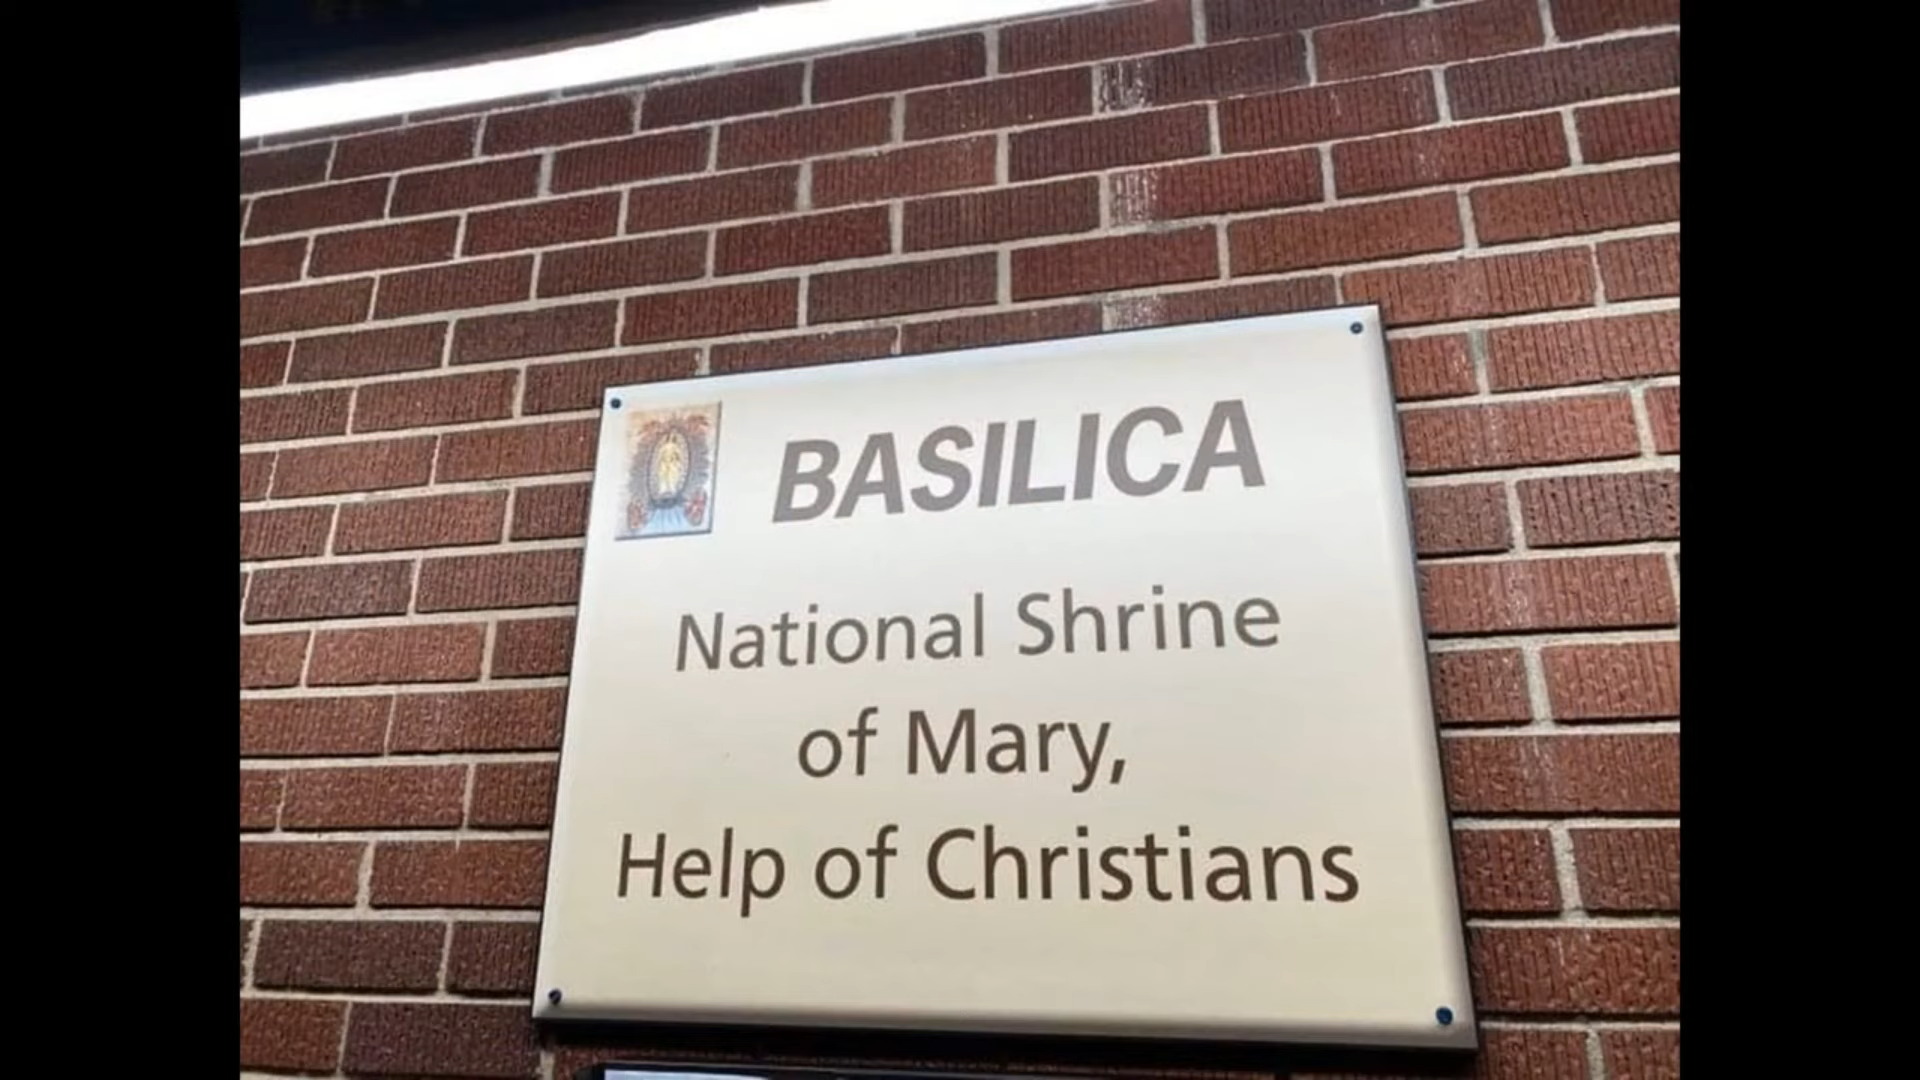 BASILICA
National Shrine
of Mary,
Help of Christians